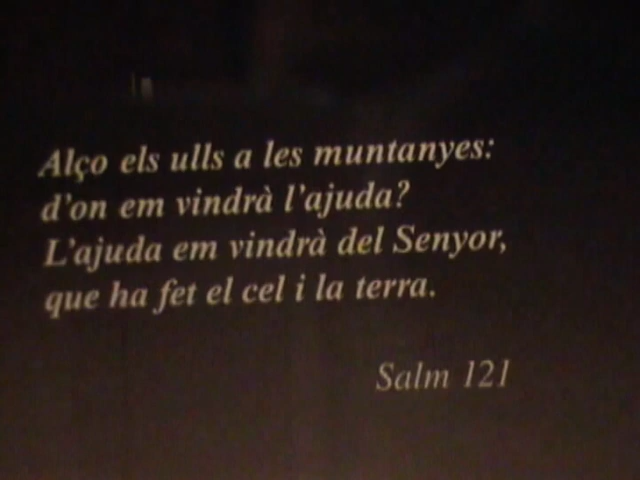 Alço els ulls a les muntanyes:
d'on em vindrà l'ajuda?
L'ajuda em vindrà del Senyor,
que ha fet el cel i la terra.
Salm 121